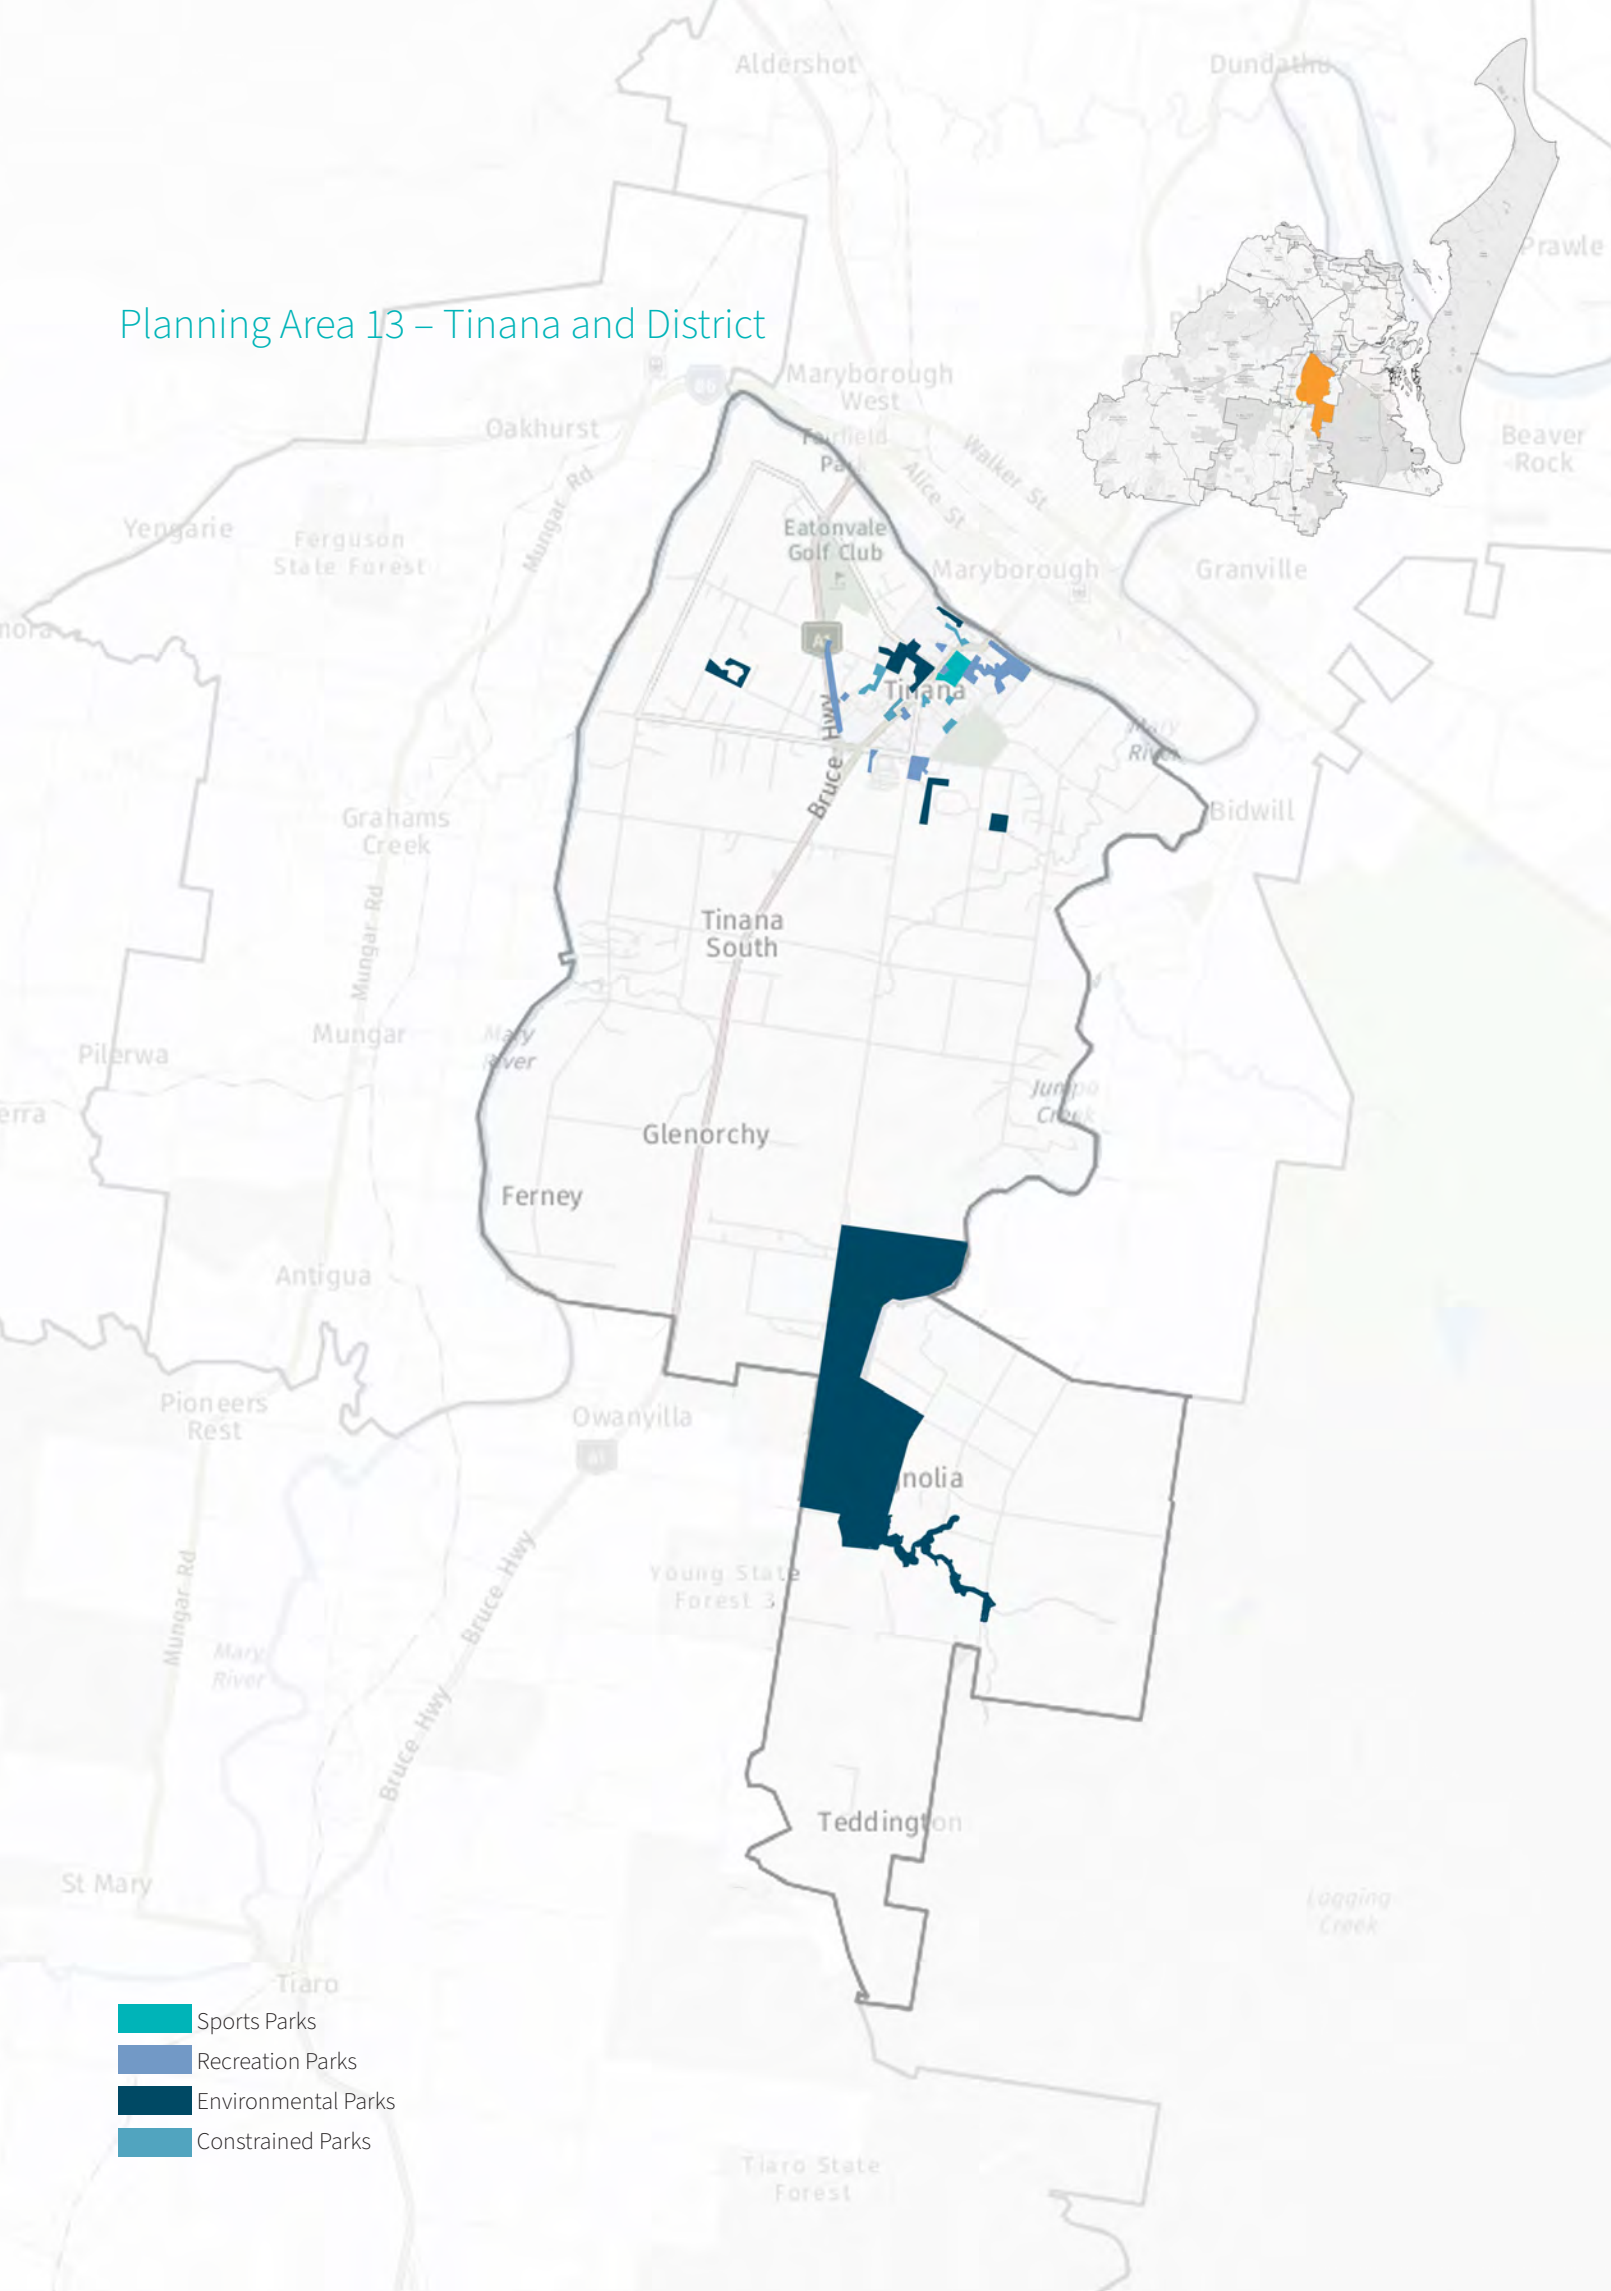 Aldershot
Dundathu
Prawle
Planning Area 13 – Tinana and District
Maryborough
West
Oakhurst
Fairfield
Walker St
Alice St
Beaver
Rock
Mungar Rd
Yengarie
Ferguson
State Forest
Eatonvale
Golf Club
Maryborough
Granville
A1
Tinana
Bruce Hwy
Mary
River
Bidwill
Grahams
Creek
Mungar Rd
Tinana
South
Mungar
Mary
River
Pilerwa
erra
Jumpo
Creek
Glenorchy
Ferney
Antigua
Pioneers
Rest
Owanyilla
A1
nolia
Young State
Forest 3
Bruce Hwy
Mungar Rd
Mary
River
Bruce Hwy
Teddington
St Mary
Logging
Creek
Tiaro
Sports Parks
Recreation Parks
Environmental Parks
Constrained Parks
Tiaro State
Forest